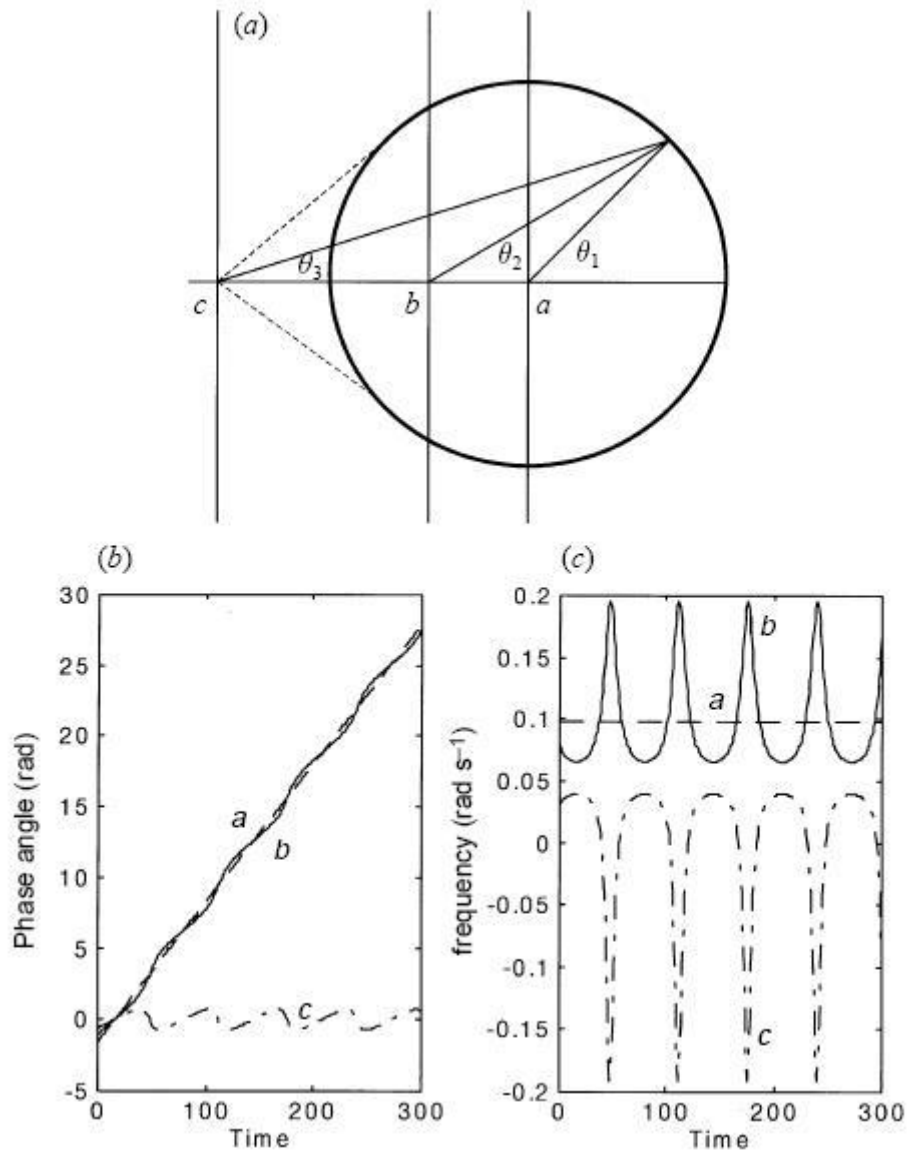 (a)
θ3
θ2
θ1
c
b
a
(b)
Phase angle (rad)
30
25
20
15
10
5
0
-5
a
b
c
0
100
200
300
Time
(c)
frequency (rad s⁻¹)
0.2
0.15
0.1
0.05
0
-0.05
-0.1
-0.15
-0.2
b
a
c
0
100
200
300
Time